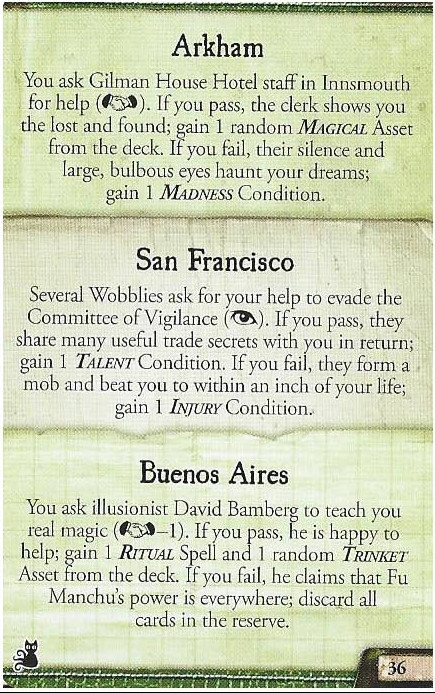 Arkham
You ask Gilman House Hotel staff in Innsmouth
for help (). If you pass, the clerk shows you
the lost and found; gain 1 random MAGICAL Asset
from the deck. If you fail, their silence and
large, bulbous eyes haunt your dreams;
gain 1 MADNESS Condition.
San Francisco
Several Wobblies ask for your help to evade the
Committee of Vigilance (). If you pass, they
share many useful trade secrets with you in return;
gain 1 TALENT Condition. If you fail, they form a
mob and beat you to within an inch of your life;
gain 1 INJURY Condition.
Buenos Aires
You ask illusionist David Bamberg to teach you
real magic (–1). If you pass, he is happy to
help; gain 1 RITUAL Spell and 1 random TRINKET
Asset from the deck. If you fail, he claims that Fu
Manchu's power is everywhere; discard all
cards in the reserve.
36